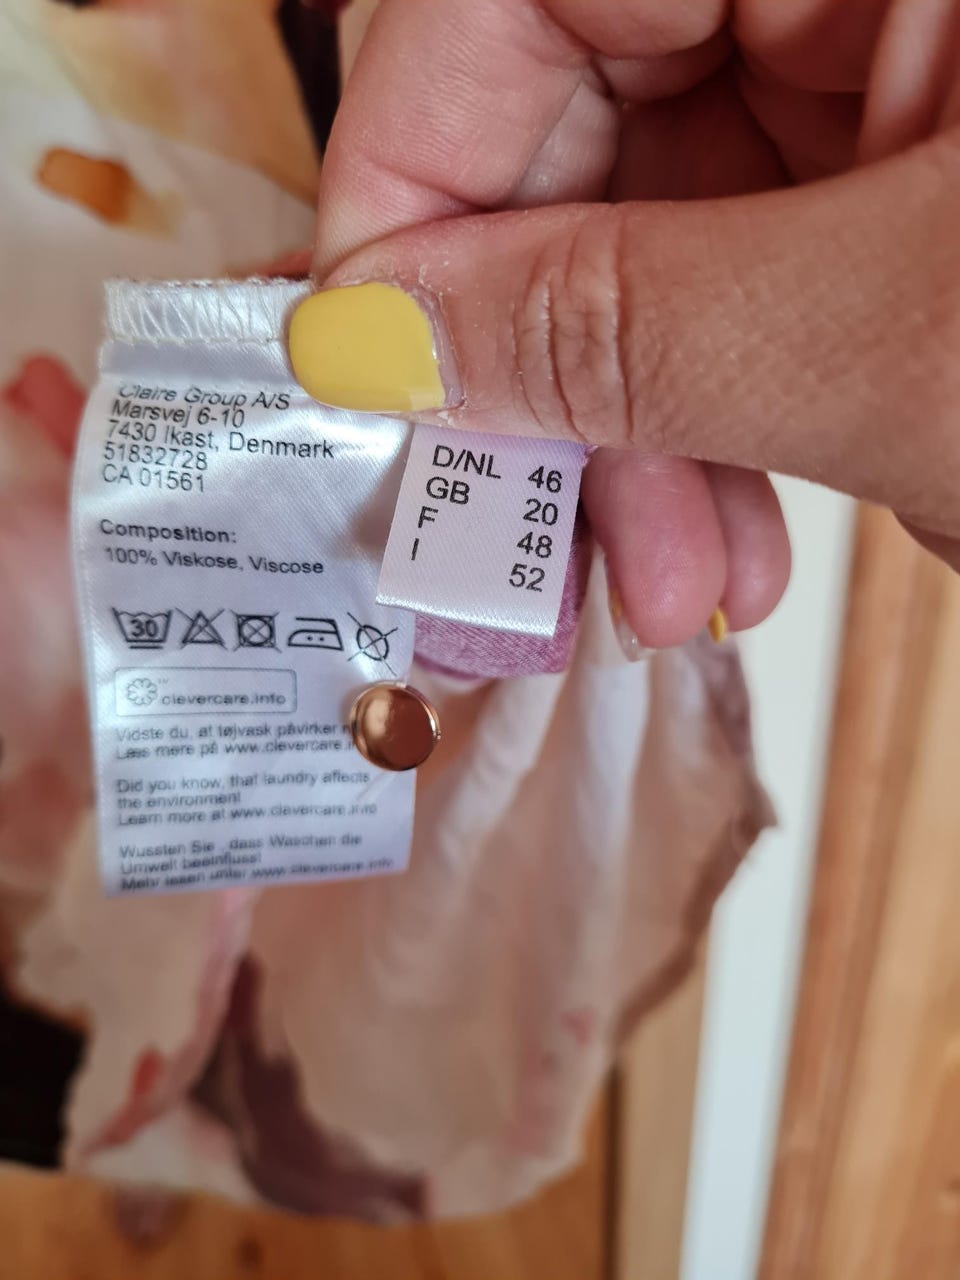 Claire Group A/S
Marsvej 6-10
7430 Ikast, Denmark
51832728
CA 01561
Composition:
100% Viskose, Viscose
30
clevercare.info
Vidste du, at tøjvask påvirker
Læs mere på www.clevercare.
Did you know, that laundry affects
the environment
Learn more at www.clevercare.info
Wussten Sie , dass Waschen die
Umwelt beeinflusst
Mehr lesen unter www.clevercare.info
D/NL 46
GB 20
F 48
I 52